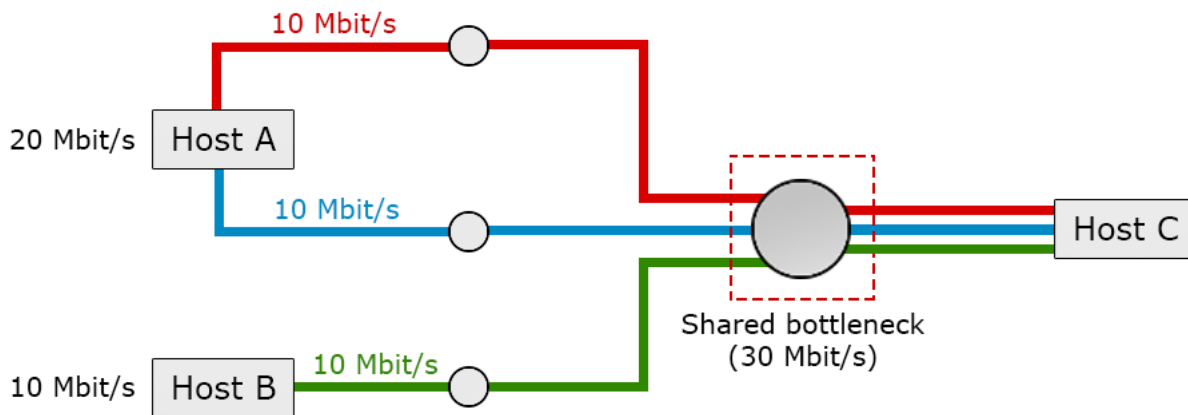 10 Mbit/s
20 Mbit/s
Host A
10 Mbit/s
Host C
Shared bottleneck
(30 Mbit/s)
10 Mbit/s
10 Mbit/s
Host B